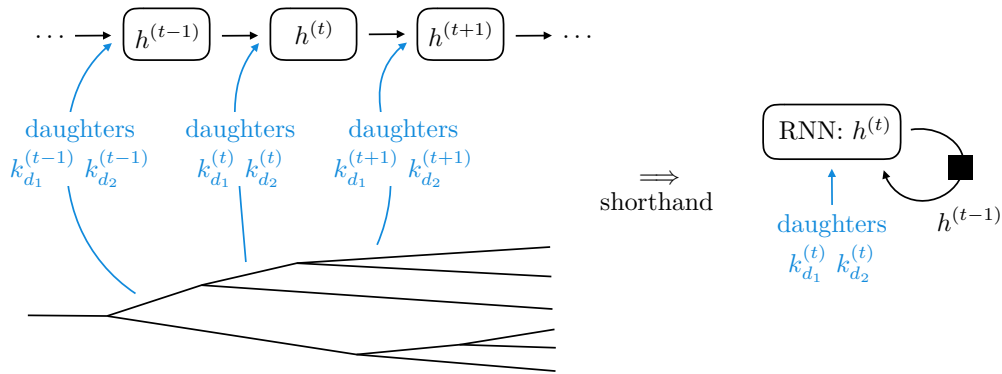 ⋯ h^{(t-1)} h^{(t)} h^{(t+1)} ⋯
daughters daughters daughters
k_{d_1}^{(t-1)} k_{d_2}^{(t-1)} k_{d_1}^{(t)} k_{d_2}^{(t)} k_{d_1}^{(t+1)} k_{d_2}^{(t+1)}
⟹
shorthand
RNN: h^{(t)}
h^{(t-1)}
daughters
k_{d_1}^{(t)} k_{d_2}^{(t)}